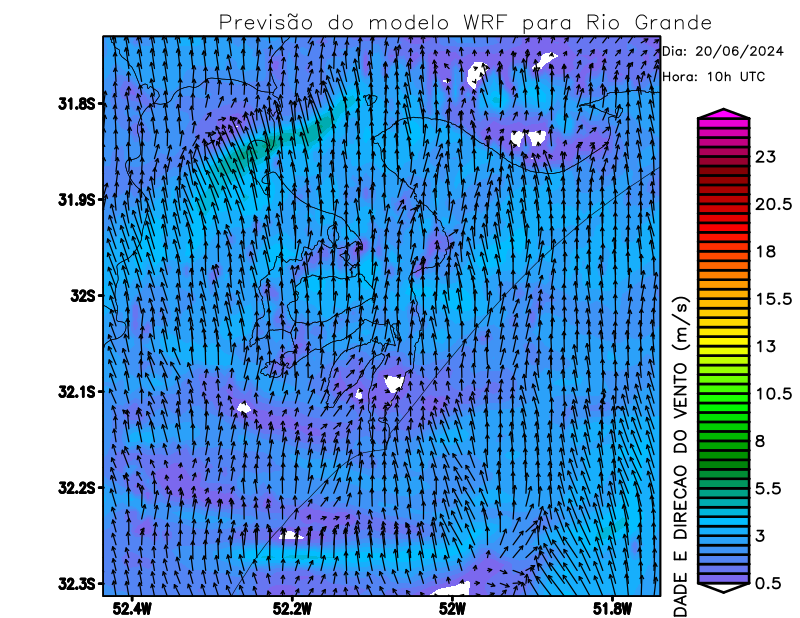 Previsão do modelo WRF para Rio Grande
Dia: 20/06/2024
Hora: 10h UTC
31.8S
31.9S
32S
32.1S
32.2S
32.3S
52.4W
52.2W
52W
51.8W
23
20.5
18
15.5
13
10.5
8
5.5
3
0.5
DADE E DIRECAO DO VENTO (m/s)